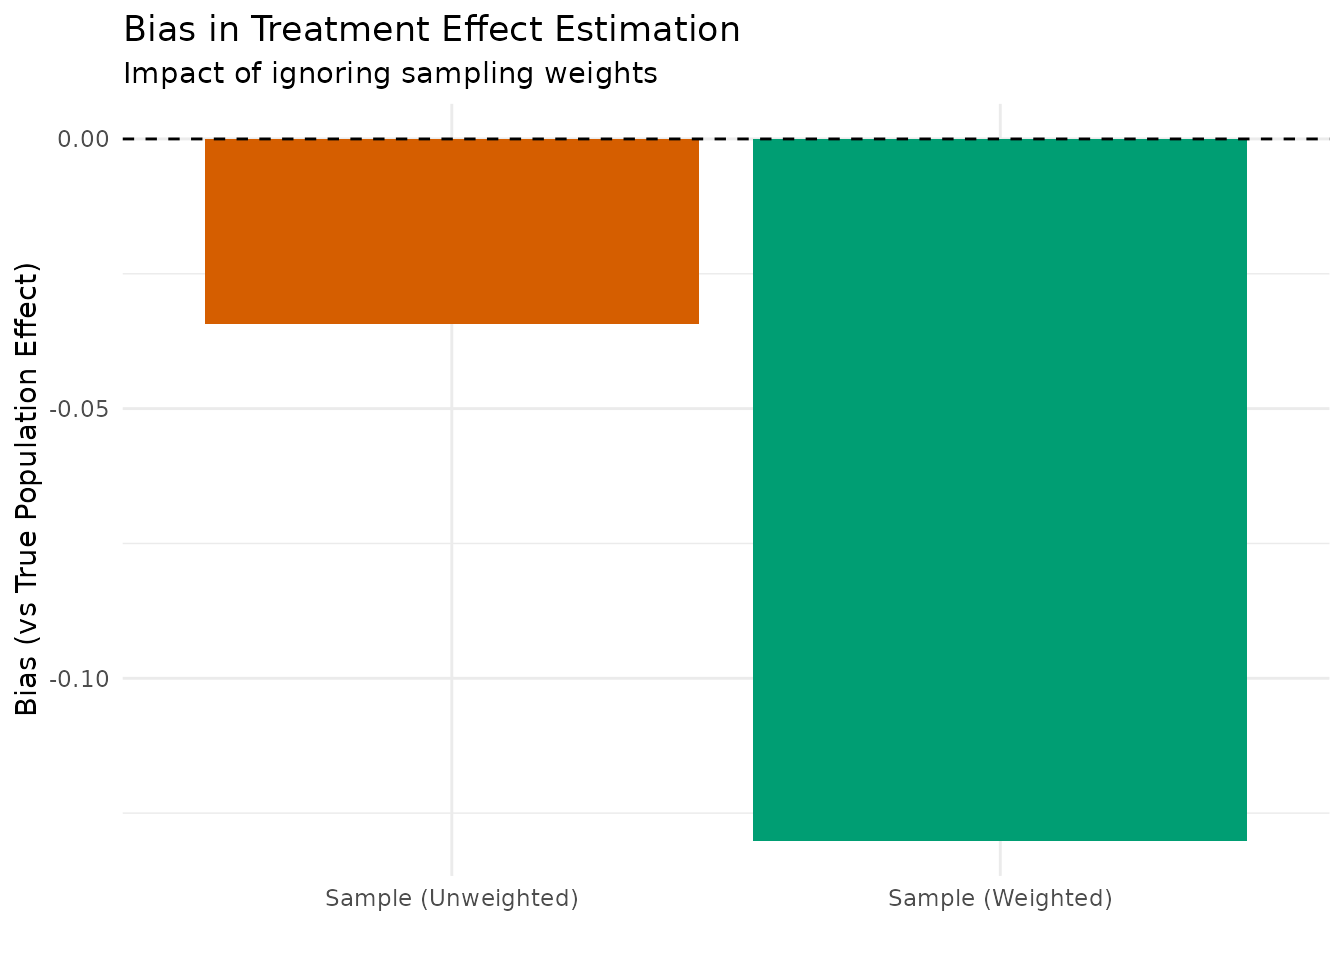 Bias in Treatment Effect Estimation
Impact of ignoring sampling weights
Bias (vs True Population Effect)
0.00
-0.05
-0.10
Sample (Unweighted)
Sample (Weighted)